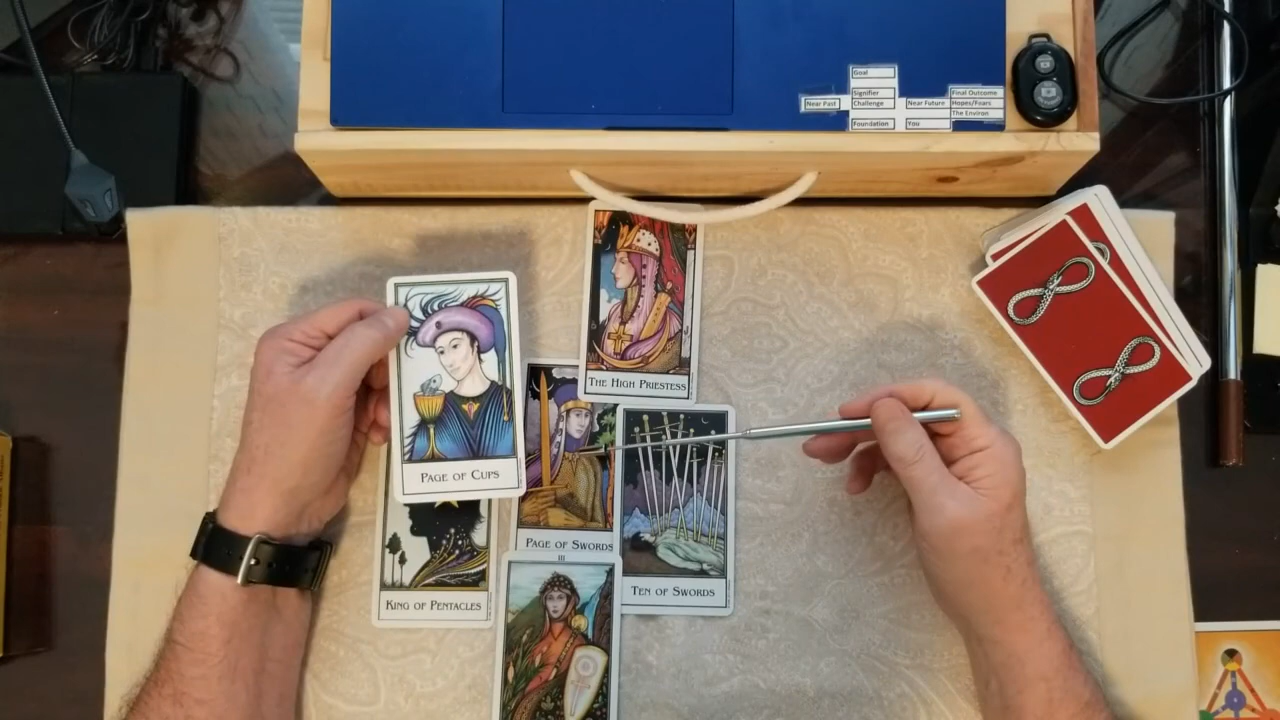 Goal
Signifier
Final Outcome
Near Past
Challenge
Near Future
Hopes/Fears
The Environ
Foundation
You
THE HIGH PRIESTESS
PAGE OF CUPS
PAGE OF SWORDS
III
KING OF PENTACLES
TEN OF SWORDS